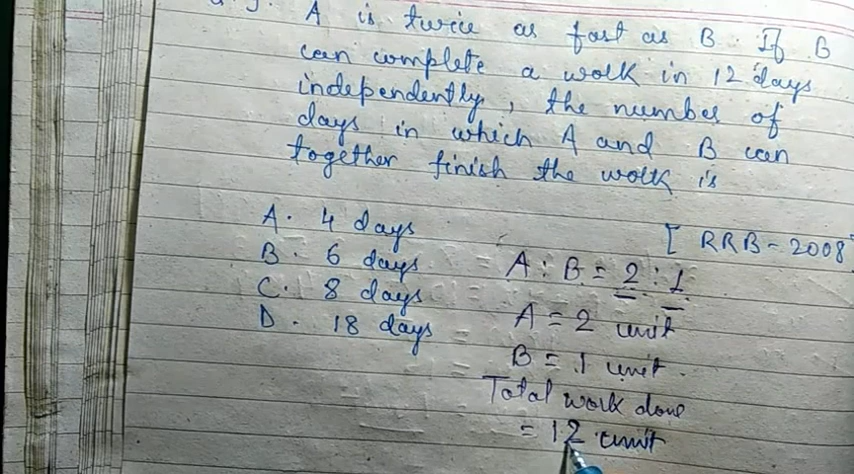 A is twice as fast as B. If B
can complete a work in 12 days
independently, the number of
days in which A and B can
together finish the work is
A. 4 days
B. 6 days
C. 8 days
D. 18 days
[RRB-2008]
A : B = 2 : 1
A = 2 unit
B = 1 unit.
Total work done
= 12 unit